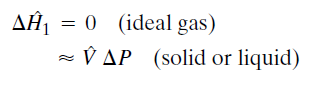 ΔĤ₁ = 0 (ideal gas)
≈ V̂ ΔP (solid or liquid)